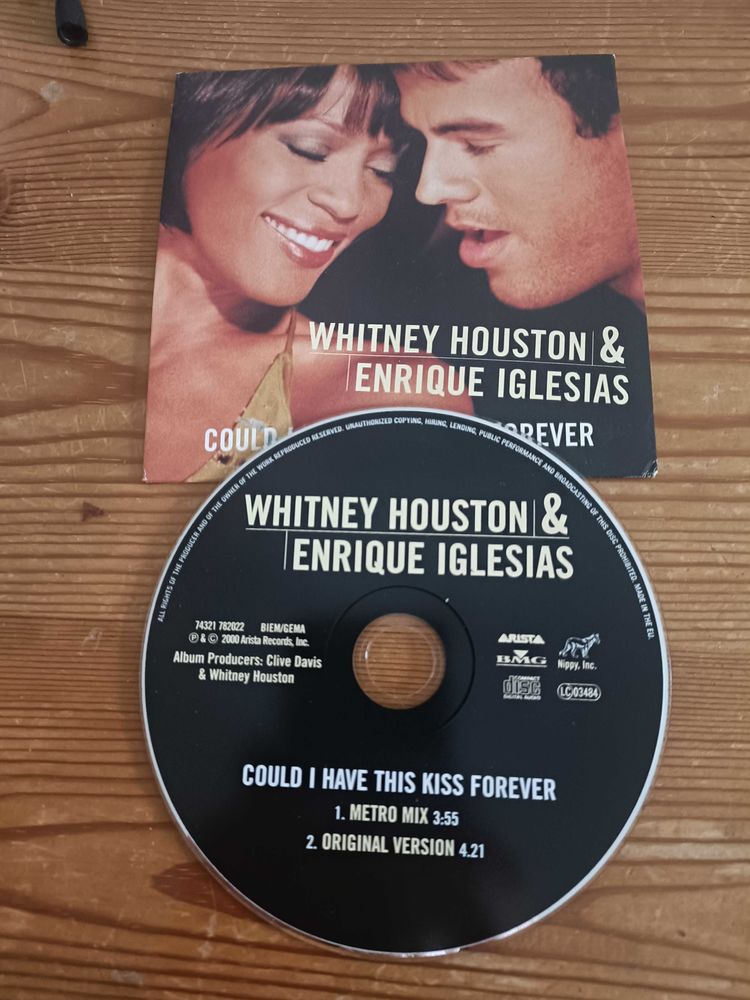 WHITNEY HOUSTON &
ENRIQUE IGLESIAS
COULD FOREVER
ALL RIGHTS OF THE PRODUCER AND OF THE OWNER OF THE WORK REPRODUCED RESERVED. UNAUTHORIZED COPYING, HIRING, LENDING, PUBLIC PERFORMANCE AND BROADCASTING OF THIS DISC PROHIBITED. MADE IN THE EU.
WHITNEY HOUSTON &
ENRIQUE IGLESIAS
74321 782022 BIEM/GEMA
℗ & © 2000 Arista Records, Inc.
Album Producers: Clive Davis
& Whitney Houston
ARISTA
BMG
Nippy, Inc.
COMPACT
disc
DIGITAL AUDIO
LC 03484
COULD I HAVE THIS KISS FOREVER
1. METRO MIX 3:55
2. ORIGINAL VERSION 4.21